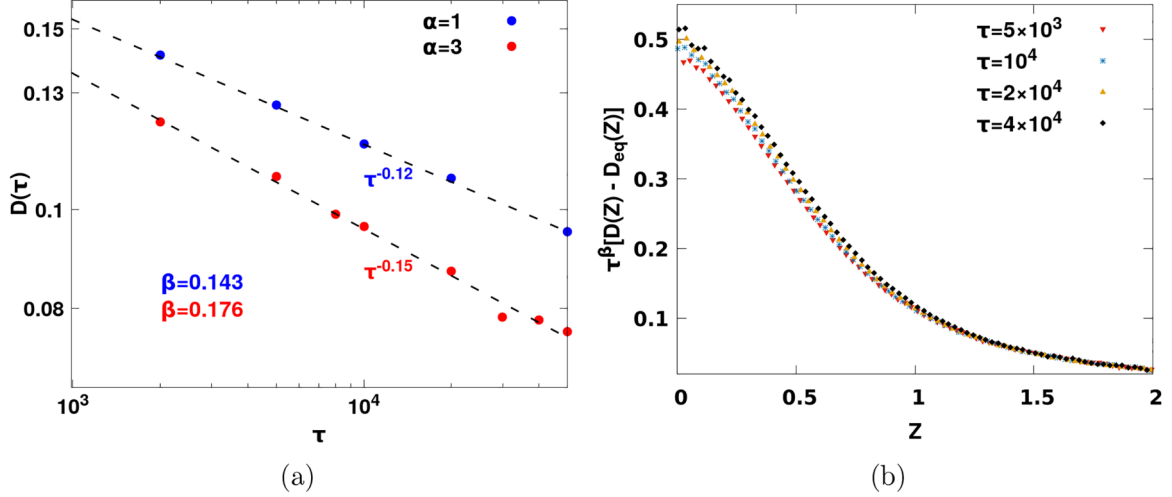 α=1
α=3
0.15
0.13
0.1
0.08
D(τ)
τ^-0.12
τ^-0.15
β=0.143
β=0.176
10^3
10^4
τ
(a)
τ=5×10^3
τ=10^4
τ=2×10^4
τ=4×10^4
0.5
0.4
0.3
0.2
0.1
τ^β[D(Z) - D_eq(Z)]
0
0.5
1
1.5
2
Z
(b)